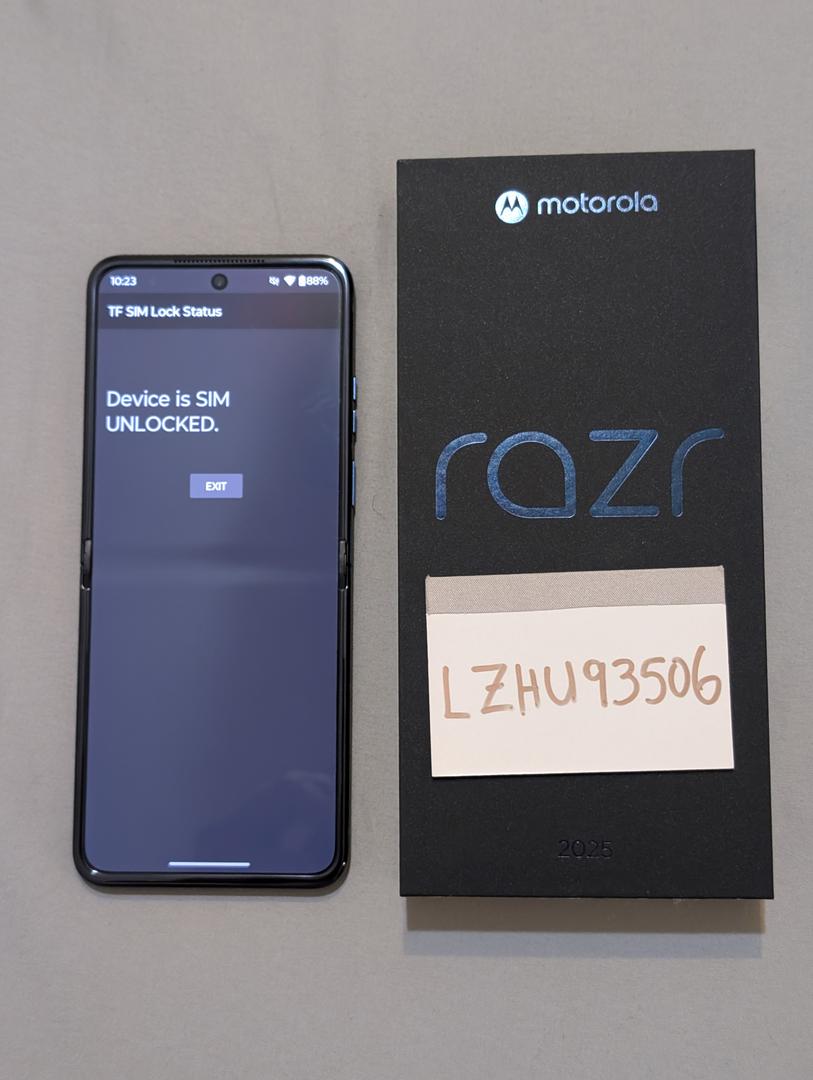 10:23
88%
TF SIM Lock Status
Device is SIM
UNLOCKED.
EXIT
motorola
razr
LZHU93506
2025